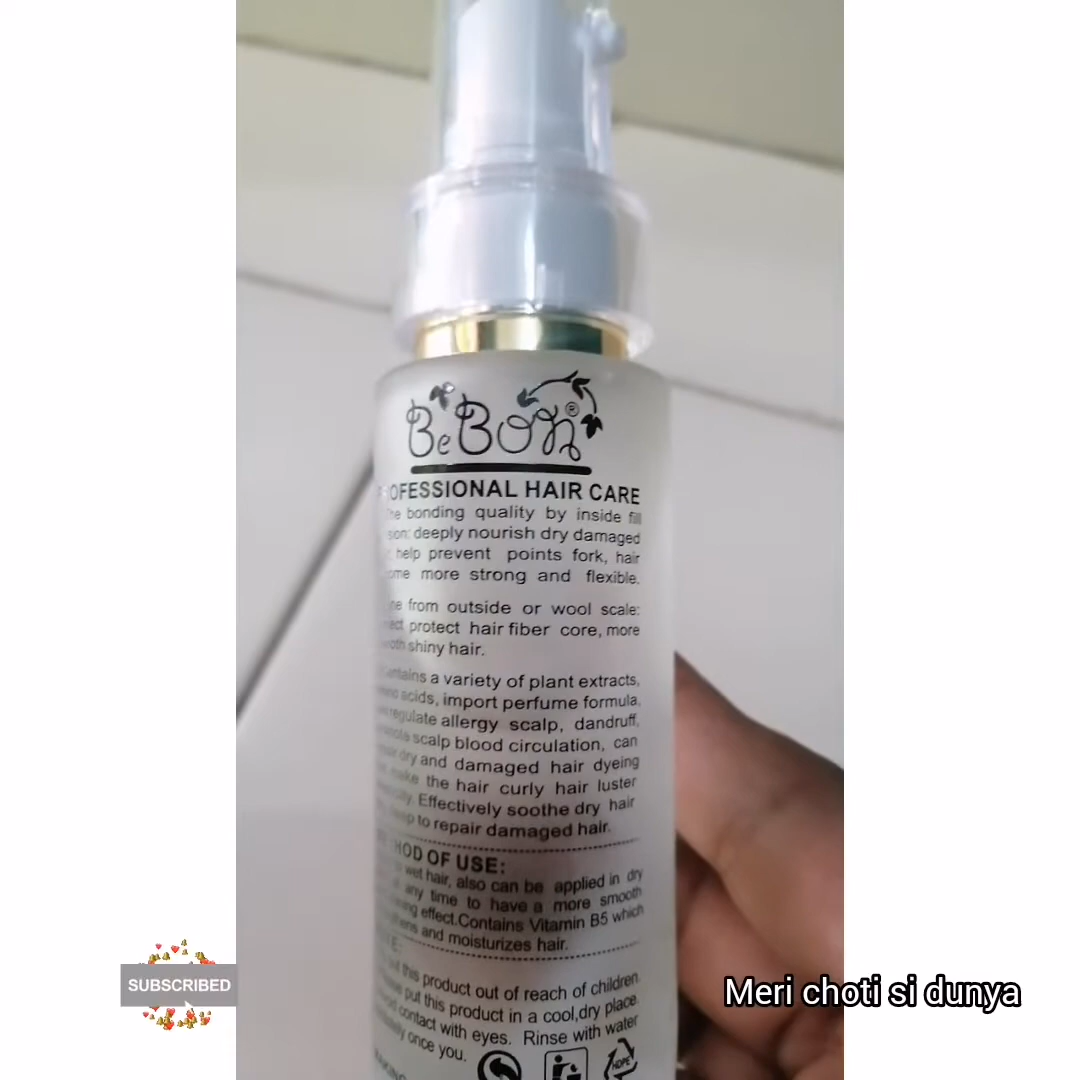 BeBon®
PROFESSIONAL HAIR CARE
The bonding quality by inside fill
deeply nourish dry damaged
help prevent points fork, hair
more strong and flexible.
from outside or wool scale:
protect hair fiber core, more
shiny hair.
Contains a variety of plant extracts,
acids, import perfume formula,
regulate allergy scalp, dandruff,
scalp blood circulation, can
dry and damaged hair dyeing
make the hair curly hair luster
Effectively soothe dry hair
to repair damaged hair.
METHOD OF USE:
wet hair, also can be applied in dry
any time to have a more smooth
effect.Contains Vitamin B5 which
and moisturizes hair.
this product out of reach of children.
put this product in a cool,dry place.
contact with eyes. Rinse with water
once you.
HDPE
SUBSCRIBED
Meri choti si dunya